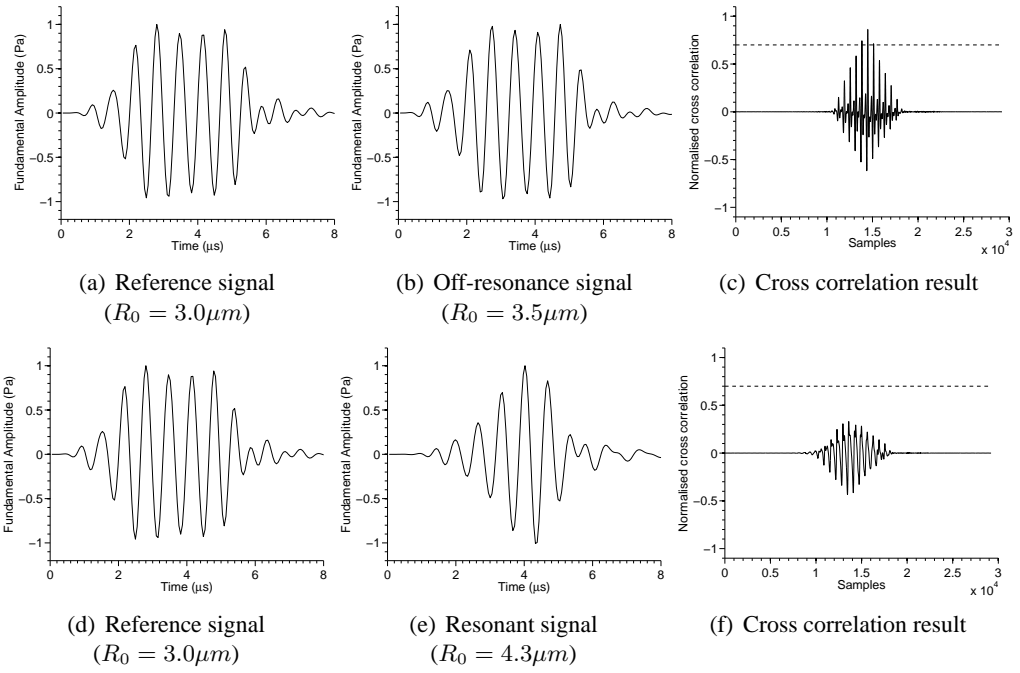 Fundamental Amplitude (Pa)
1
0.5
0
−0.5
−1
0 2 4 6 8
Time (μs)
(a) Reference signal
(R₀ = 3.0μm)
Fundamental Amplitude (Pa)
1
0.5
0
−0.5
−1
0 2 4 6 8
Time (μs)
(b) Off-resonance signal
(R₀ = 3.5μm)
Normalised cross correlation
1
0.5
0
−0.5
−1
0 0.5 1 1.5 2 2.5 3
Samples
x 10⁴
(c) Cross correlation result
Fundamental Amplitude (Pa)
1
0.5
0
−0.5
−1
0 2 4 6 8
Time (μs)
(d) Reference signal
(R₀ = 3.0μm)
Fundamental Amplitude (Pa)
1
0.5
0
−0.5
−1
0 2 4 6 8
Time (μs)
(e) Resonant signal
(R₀ = 4.3μm)
Normalised cross correlation
1
0.5
0
−0.5
−1
0 0.5 1 1.5 2 2.5 3
Samples
x 10⁴
(f) Cross correlation result